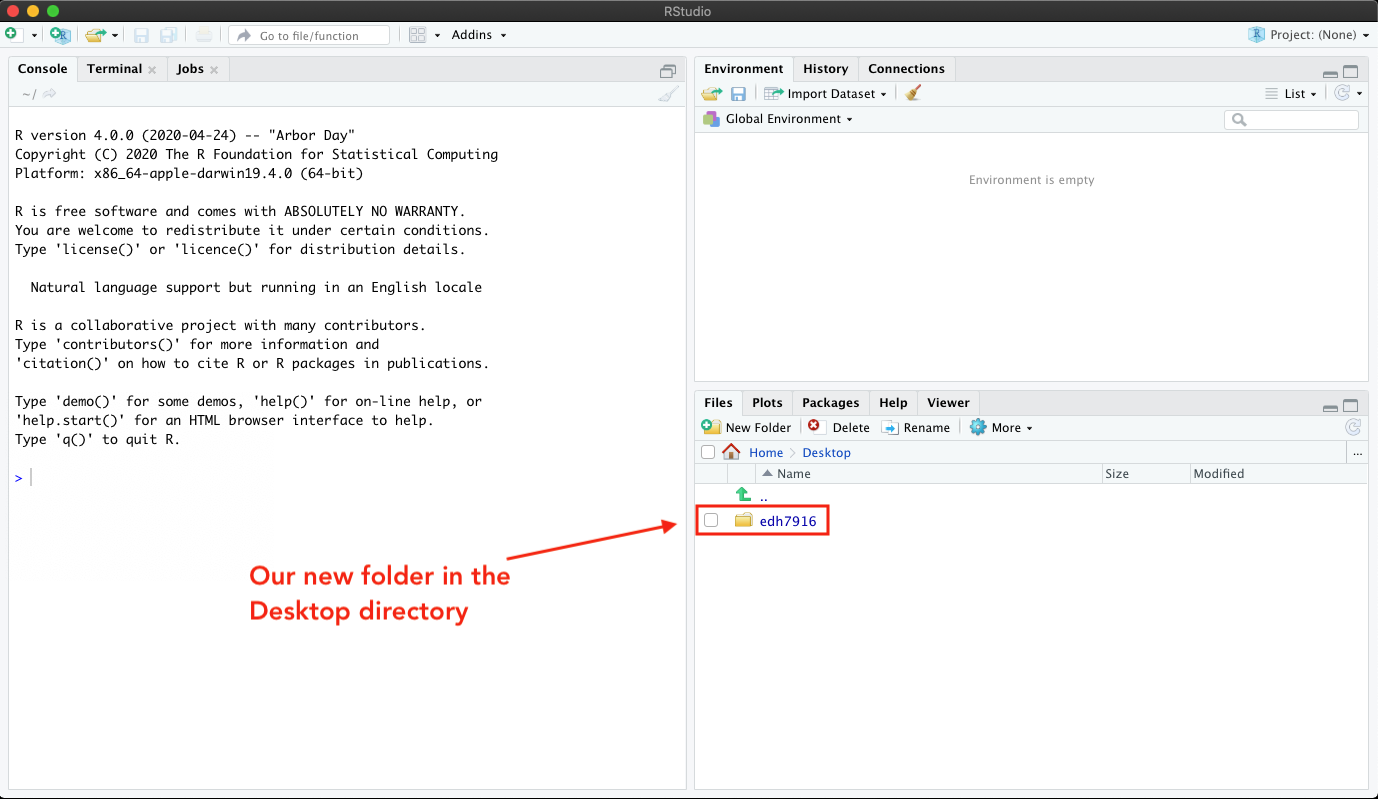 RStudio
Go to file/function
Addins
Project: (None)
Console
Terminal
Jobs
~/
R version 4.0.0 (2020-04-24) -- "Arbor Day"
Copyright (C) 2020 The R Foundation for Statistical Computing
Platform: x86_64-apple-darwin19.4.0 (64-bit)
R is free software and comes with ABSOLUTELY NO WARRANTY.
You are welcome to redistribute it under certain conditions.
Type 'license()' or 'licence()' for distribution details.
Natural language support but running in an English locale
R is a collaborative project with many contributors.
Type 'contributors()' for more information and
'citation()' on how to cite R or R packages in publications.
Type 'demo()' for some demos, 'help()' for on-line help, or
'help.start()' for an HTML browser interface to help.
Type 'q()' to quit R.
>
Our new folder in the
Desktop directory
Environment
History
Connections
Import Dataset
List
Global Environment
Environment is empty
Files
Plots
Packages
Help
Viewer
New Folder
Delete
Rename
More
Home
Desktop
...
Name
Size
Modified
..
edh7916